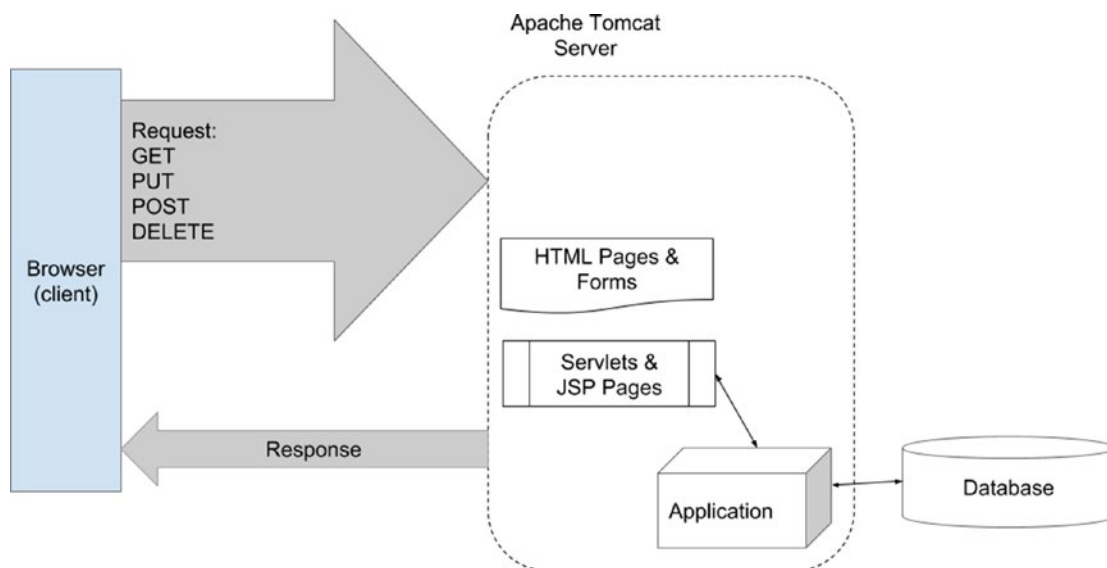 Apache Tomcat
Server
Request:
GET
PUT
POST
DELETE
Browser
(client)
HTML Pages &
Forms
Servlets &
JSP Pages
Response
Application
Database